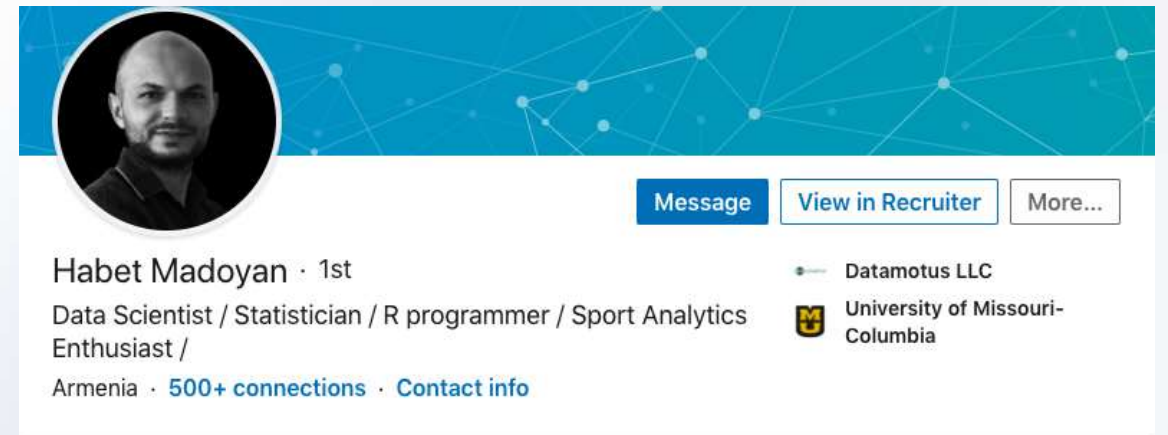 Message
View in Recruiter
More...
Habet Madoyan · 1st
Data Scientist / Statistician / R programmer / Sport Analytics
Enthusiast /
Armenia · 500+ connections · Contact info
Datamotus LLC
University of Missouri-
Columbia